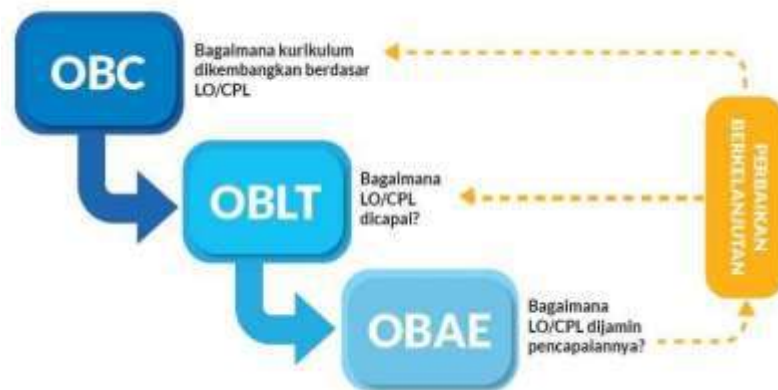 OBC
Bagaimana kurikulum
dikembangkan berdasar
LO/CPL
OBLT
Bagaimana
LO/CPL
dicapai?
OBAE
Bagaimana
LO/CPL dijamin
pencapaiannya?
PERBAIKAN
BERKELANJUTAN